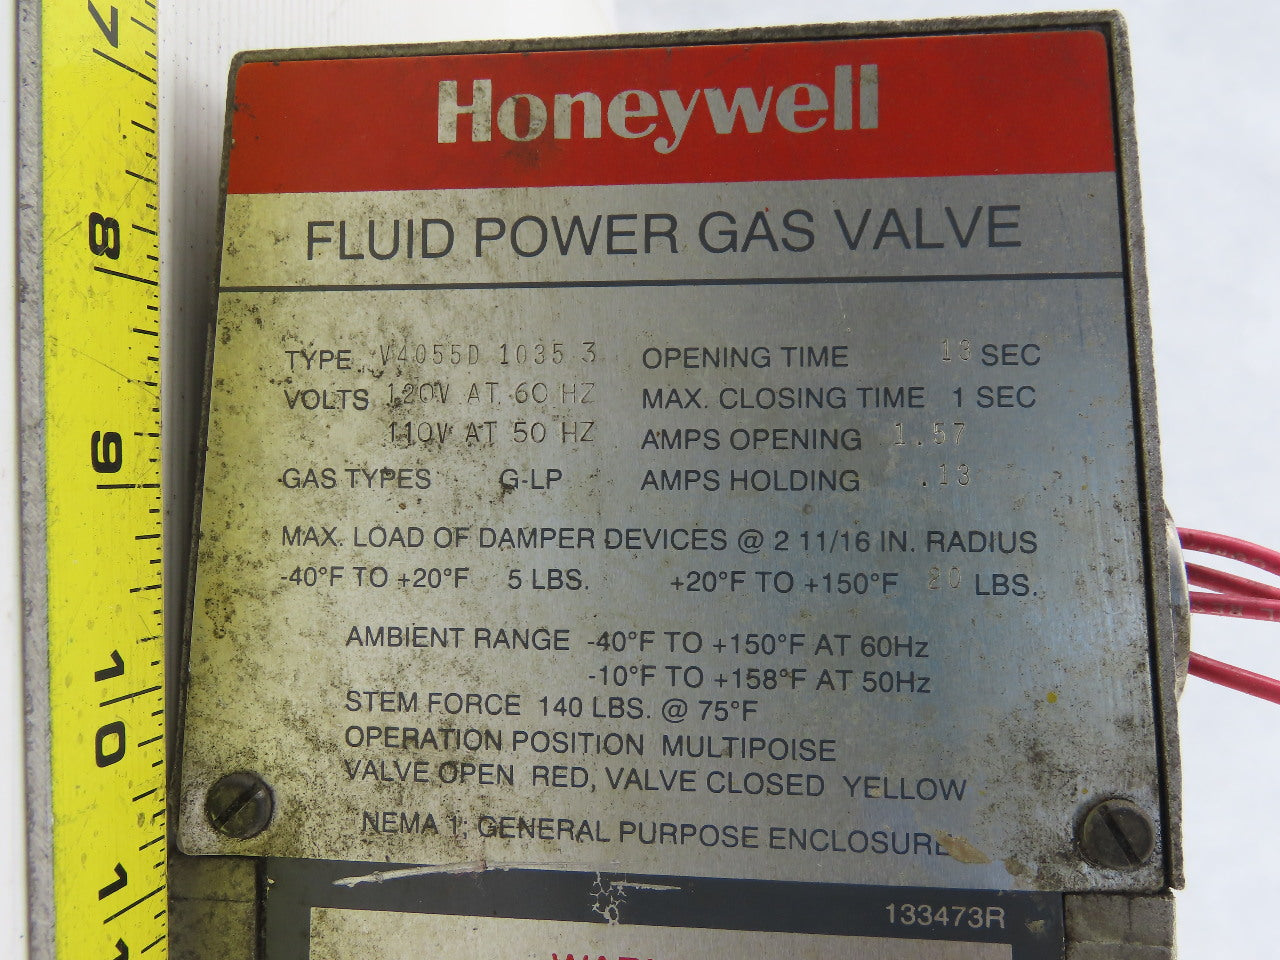 Honeywell
FLUID POWER GAS VALVE
TYPE V4055D 1035 3 OPENING TIME 13 SEC
VOLTS 120V AT 60 HZ MAX. CLOSING TIME 1 SEC
110V AT 50 HZ AMPS OPENING 1.57
GAS TYPES G-LP AMPS HOLDING .13
MAX. LOAD OF DAMPER DEVICES @ 2 11/16 IN. RADIUS
-40°F TO +20°F 5 LBS. +20°F TO +150°F LBS.
AMBIENT RANGE -40°F TO +150°F AT 60Hz
-10°F TO +158°F AT 50Hz
STEM FORCE 140 LBS. @ 75°F
OPERATION POSITION MULTIPOISE
VALVE OPEN RED, VALVE CLOSED YELLOW
NEMA 1, GENERAL PURPOSE ENCLOSURE
133473R
7
8
9
10
11